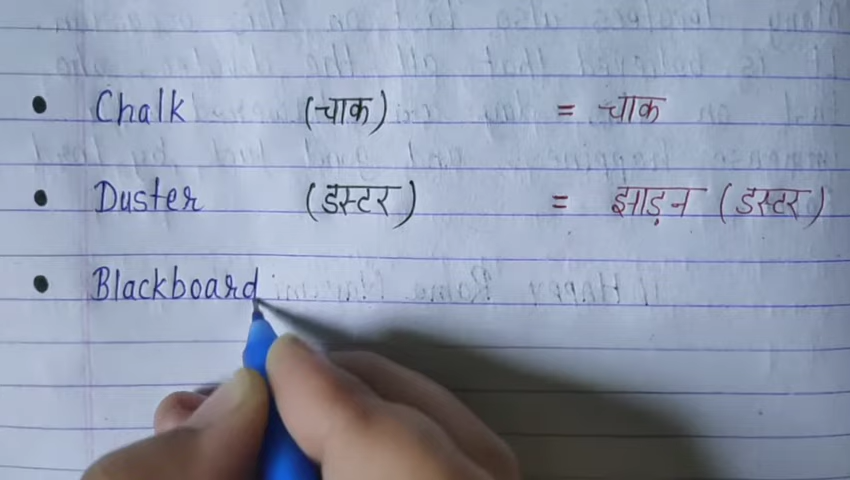 • Chalk (चाक) = चाक
• Duster (डस्टर) = झाड़न (डस्टर)
• Blackboard